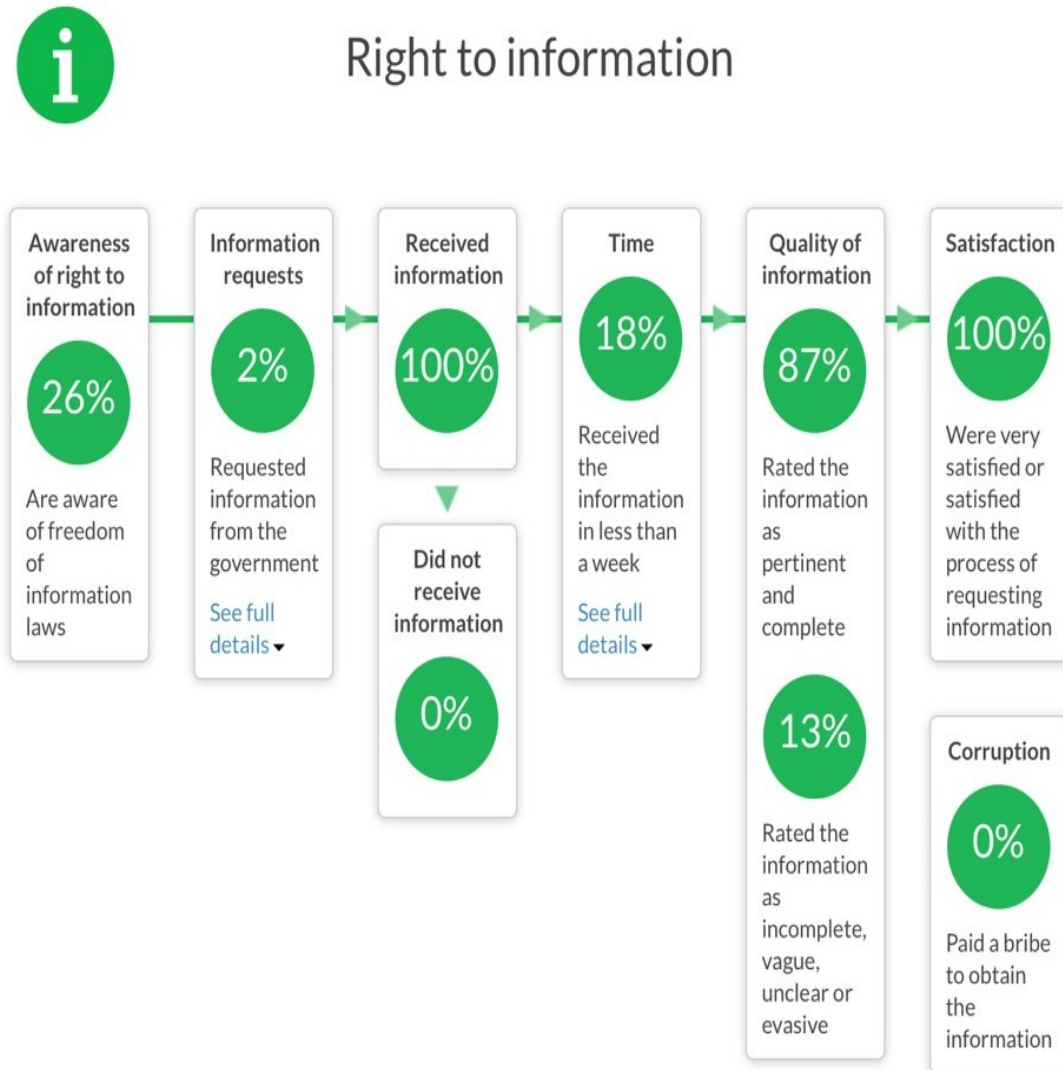 i
Right to information
Awareness
of right to
information
26%
Are aware
of freedom
of
information
laws
Information
requests
2%
Requested
information
from the
government
See full
details
Received
information
100%
Did not
receive
information
0%
Time
18%
Received
the
information
in less than
a week
See full
details
Quality of
information
87%
Rated the
information
as
pertinent
and
complete
13%
Rated the
information
as
incomplete,
vague,
unclear or
evasive
Satisfaction
100%
Were very
satisfied or
satisfied
with the
process of
requesting
information
Corruption
0%
Paid a bribe
to obtain
the
information